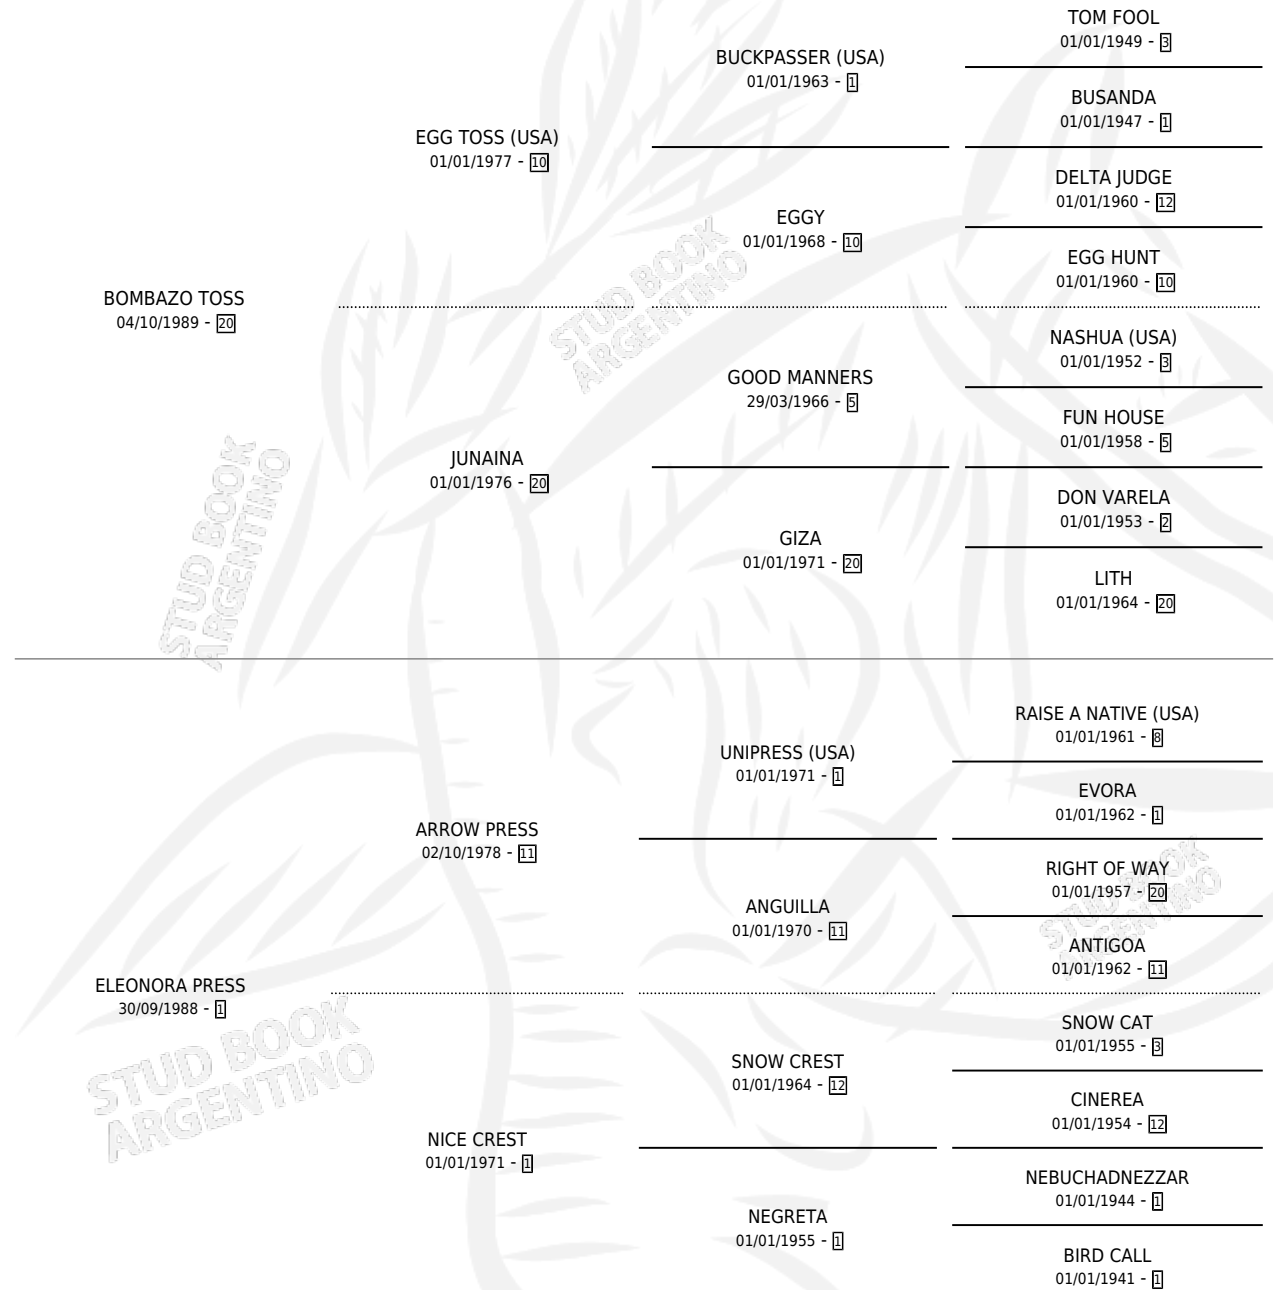 TOM FOOL
01/01/1949 - 3
BUCKPASSER (USA)
01/01/1963 - 1
BUSANDA
01/01/1947 - 1
EGG TOSS (USA)
01/01/1977 - 10
DELTA JUDGE
01/01/1960 - 12
EGGY
01/01/1968 - 10
EGG HUNT
01/01/1960 - 10
BOMBAZO TOSS
04/10/1989 - 20
NASHUA (USA)
01/01/1952 - 3
GOOD MANNERS
29/03/1966 - 5
FUN HOUSE
01/01/1958 - 5
JUNAINA
01/01/1976 - 20
DON VARELA
01/01/1953 - 2
GIZA
01/01/1971 - 20
LITH
01/01/1964 - 20
RAISE A NATIVE (USA)
01/01/1961 - 8
UNIPRESS (USA)
01/01/1971 - 1
EVORA
01/01/1962 - 1
ARROW PRESS
02/10/1978 - 11
RIGHT OF WAY
01/01/1957 - 20
ANGUILLA
01/01/1970 - 11
ANTIGOA
01/01/1962 - 11
ELEONORA PRESS
30/09/1988 - 1
SNOW CAT
01/01/1955 - 3
SNOW CREST
01/01/1964 - 12
CINEREA
01/01/1954 - 12
NICE CREST
01/01/1971 - 1
NEBUCHADNEZZAR
01/01/1944 - 1
NEGRETA
01/01/1955 - 1
BIRD CALL
01/01/1941 - 1
STUD BOOK
ARGENTINO
STUD BOOK
ARGENTINO
STUD BOOK
ARGENTINO
STUD BOOK
ARGENTINO